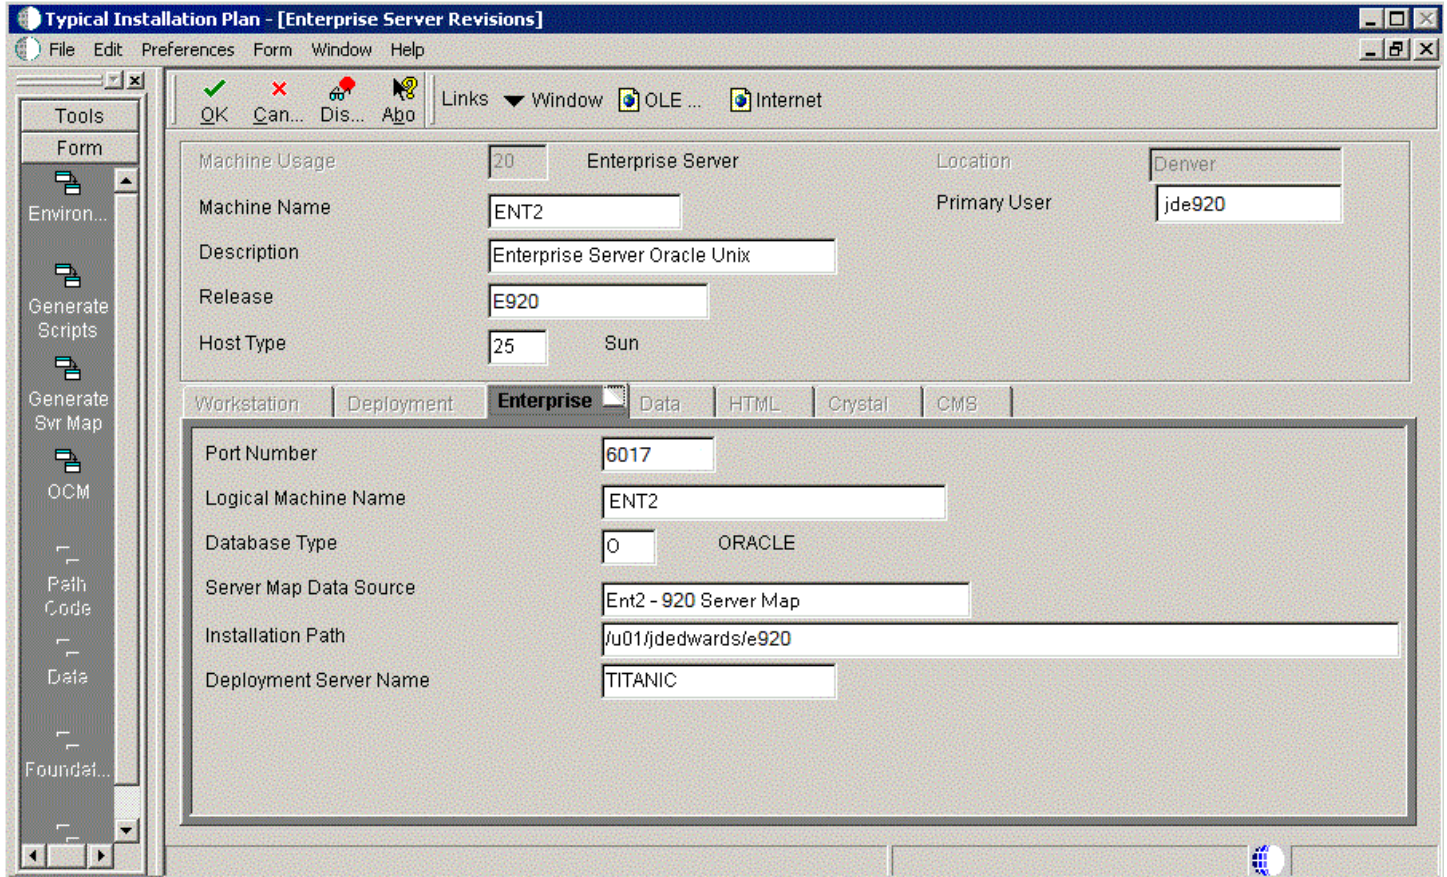 Typical Installation Plan - [Enterprise Server Revisions]
File Edit Preferences Form Window Help
Tools
Form
Environ...
Generate
Scripts
Generate
Svr Map
OCM
Path
Code
Data
Foundat...
OK Can... Dis... Abo Links Window OLE ... Internet
Machine Usage 20 Enterprise Server Location Denver
Machine Name ENT2 Primary User jde920
Description Enterprise Server Oracle Unix
Release E920
Host Type 25 Sun
Workstation Deployment Enterprise Data HTML Crystal CMS
Port Number 6017
Logical Machine Name ENT2
Database Type O ORACLE
Server Map Data Source Ent2 - 920 Server Map
Installation Path /u01/jdedwards/e920
Deployment Server Name TITANIC